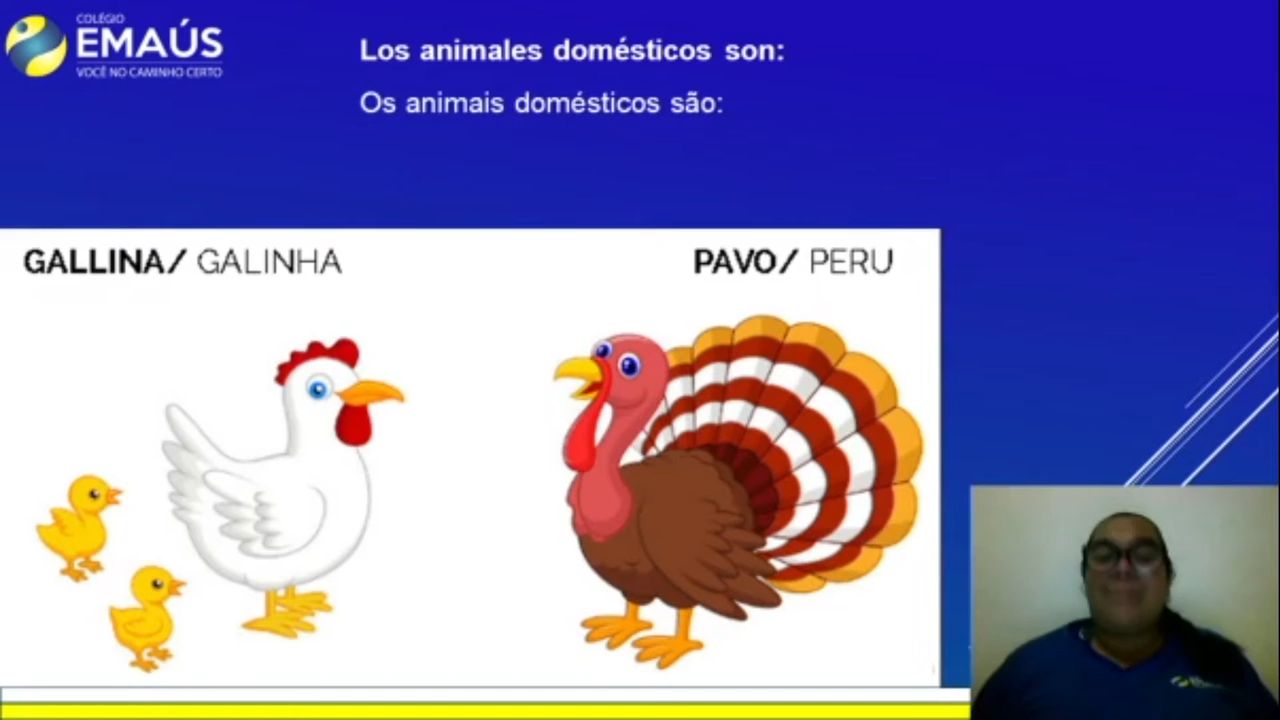 COLÉGIO
EMAÚS
VOCÊ NO CAMINHO CERTO
Los animales domésticos son:
Os animais domésticos são:
GALLINA/ GALINHA
PAVO/ PERU